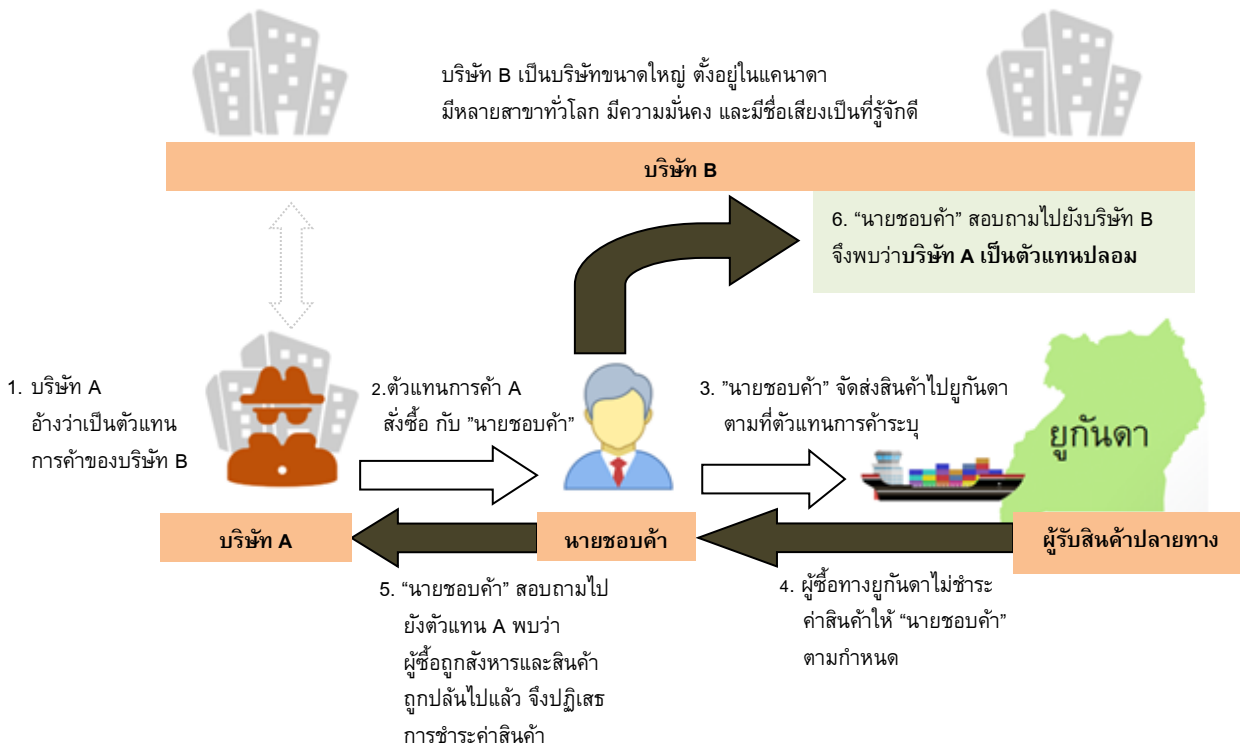 บริษัท B เป็นบริษัทขนาดใหญ่ ตั้งอยู่ในแคนาดา
มีหลายสาขาทั่วโลก มีความมั่นคง และมีชื่อเสียงเป็นที่รู้จักดี
บริษัท B
6. “นายชอบค้า” สอบถามไปยังบริษัท B
จึงพบว่าบริษัท A เป็นตัวแทนปลอม
1. บริษัท A
อ้างว่าเป็นตัวแทน
การค้าของบริษัท B
2.ตัวแทนการค้า A
สั่งซื้อ กับ ”นายชอบค้า”
3. ”นายชอบค้า” จัดส่งสินค้าไปยูกันดา
ตามที่ตัวแทนการค้าระบุ
ยูกันดา
บริษัท A
นายชอบค้า
ผู้รับสินค้าปลายทาง
5. “นายชอบค้า” สอบถามไป
ยังตัวแทน A พบว่า
ผู้ซื้อถูกสังหารและสินค้า
ถูกปล้นไปแล้ว จึงปฏิเสธ
การชำระค่าสินค้า
4. ผู้ซื้อทางยูกันดาไม่ชำระ
ค่าสินค้าให้ “นายชอบค้า”
ตามกำหนด